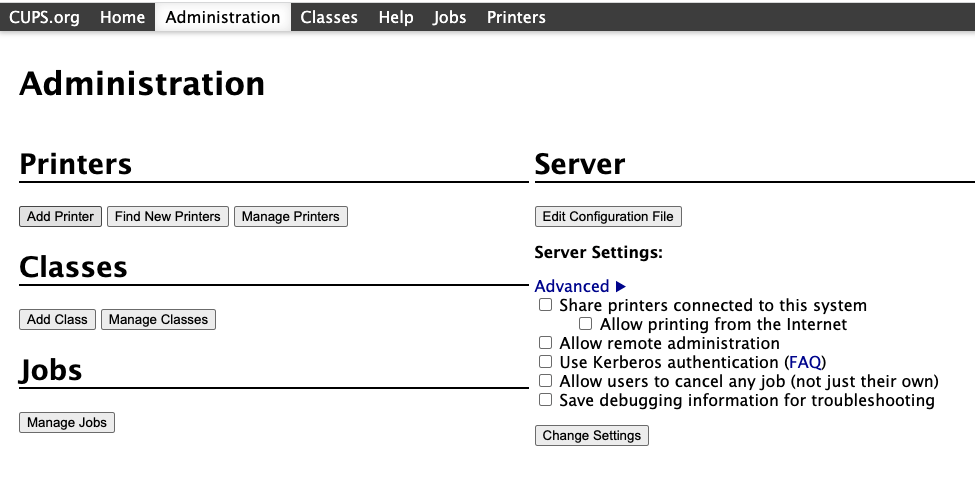 CUPS.org Home Administration Classes Help Jobs Printers
Administration
Printers
Add Printer Find New Printers Manage Printers
Classes
Add Class Manage Classes
Jobs
Manage Jobs
Server
Edit Configuration File
Server Settings:
Advanced ▶
Share printers connected to this system
Allow printing from the Internet
Allow remote administration
Use Kerberos authentication (FAQ)
Allow users to cancel any job (not just their own)
Save debugging information for troubleshooting
Change Settings